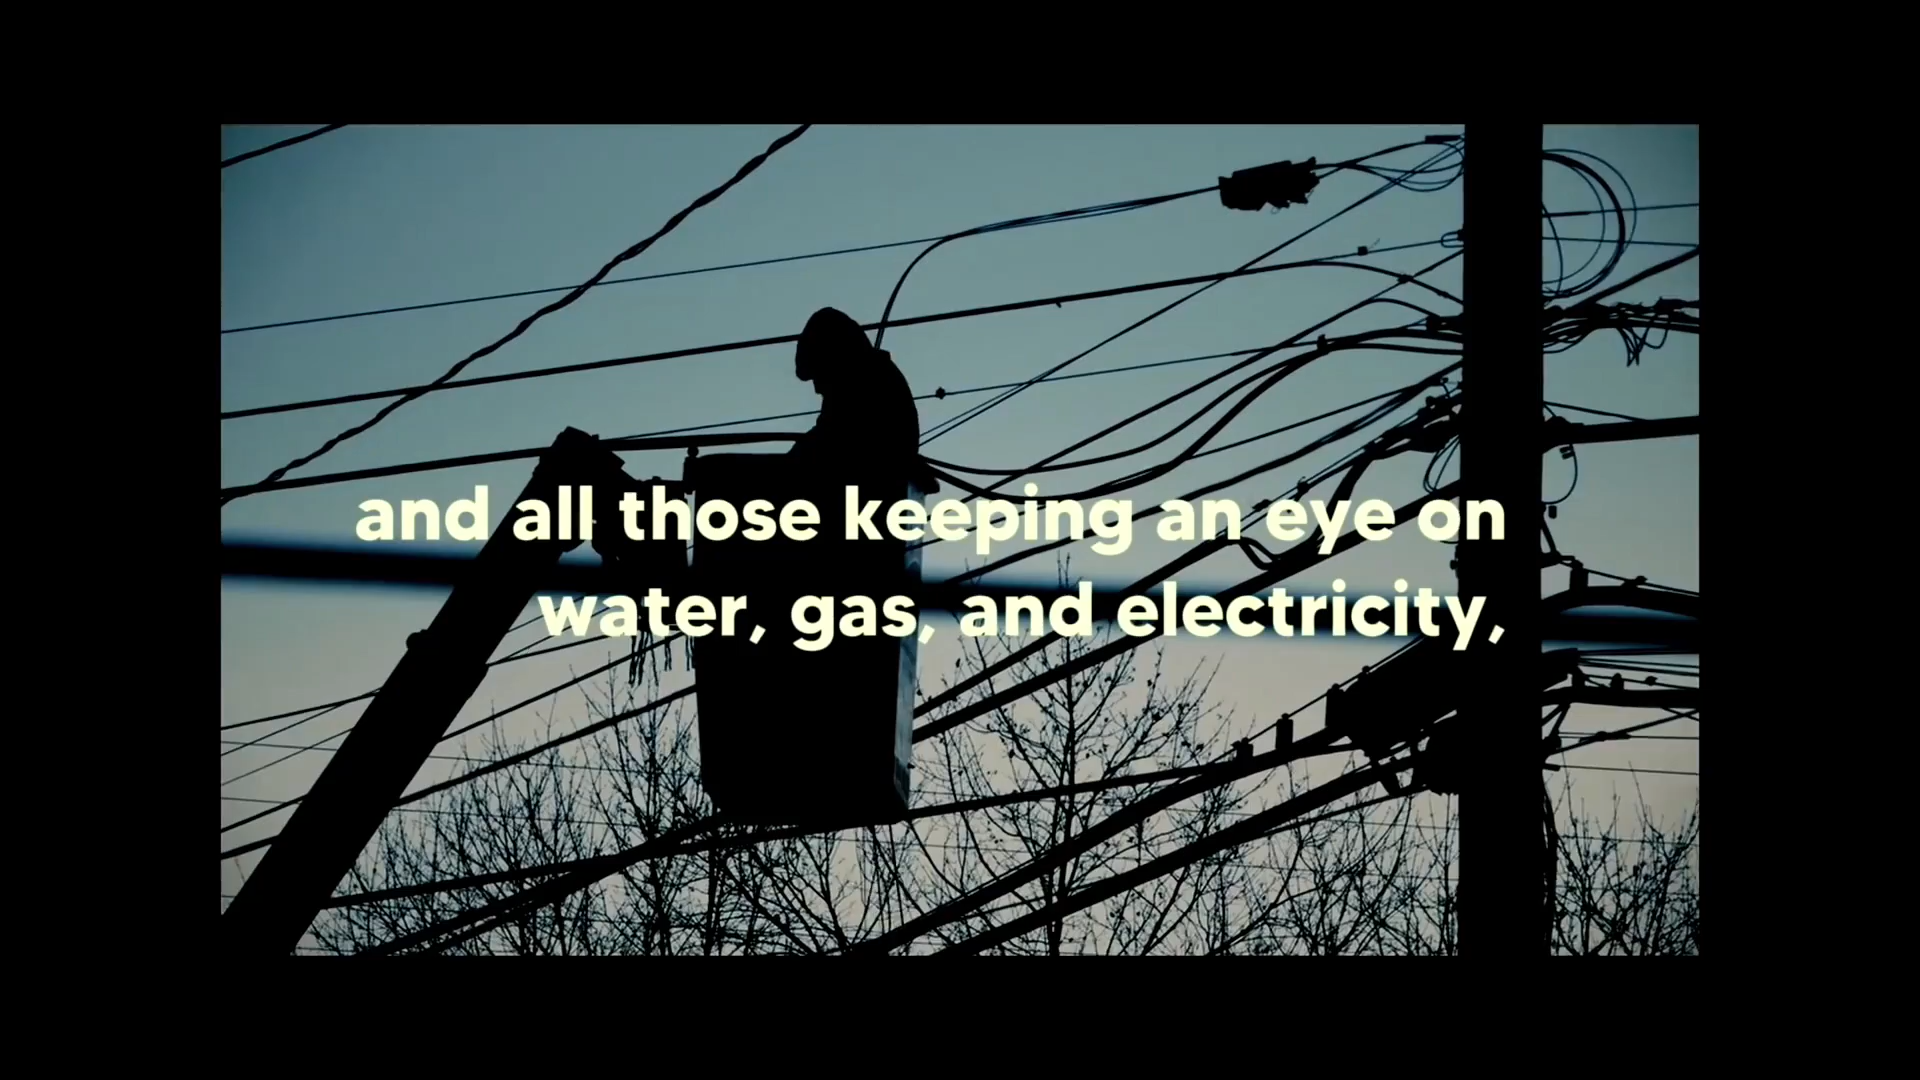 and all those keeping an eye on
water, gas, and electricity,